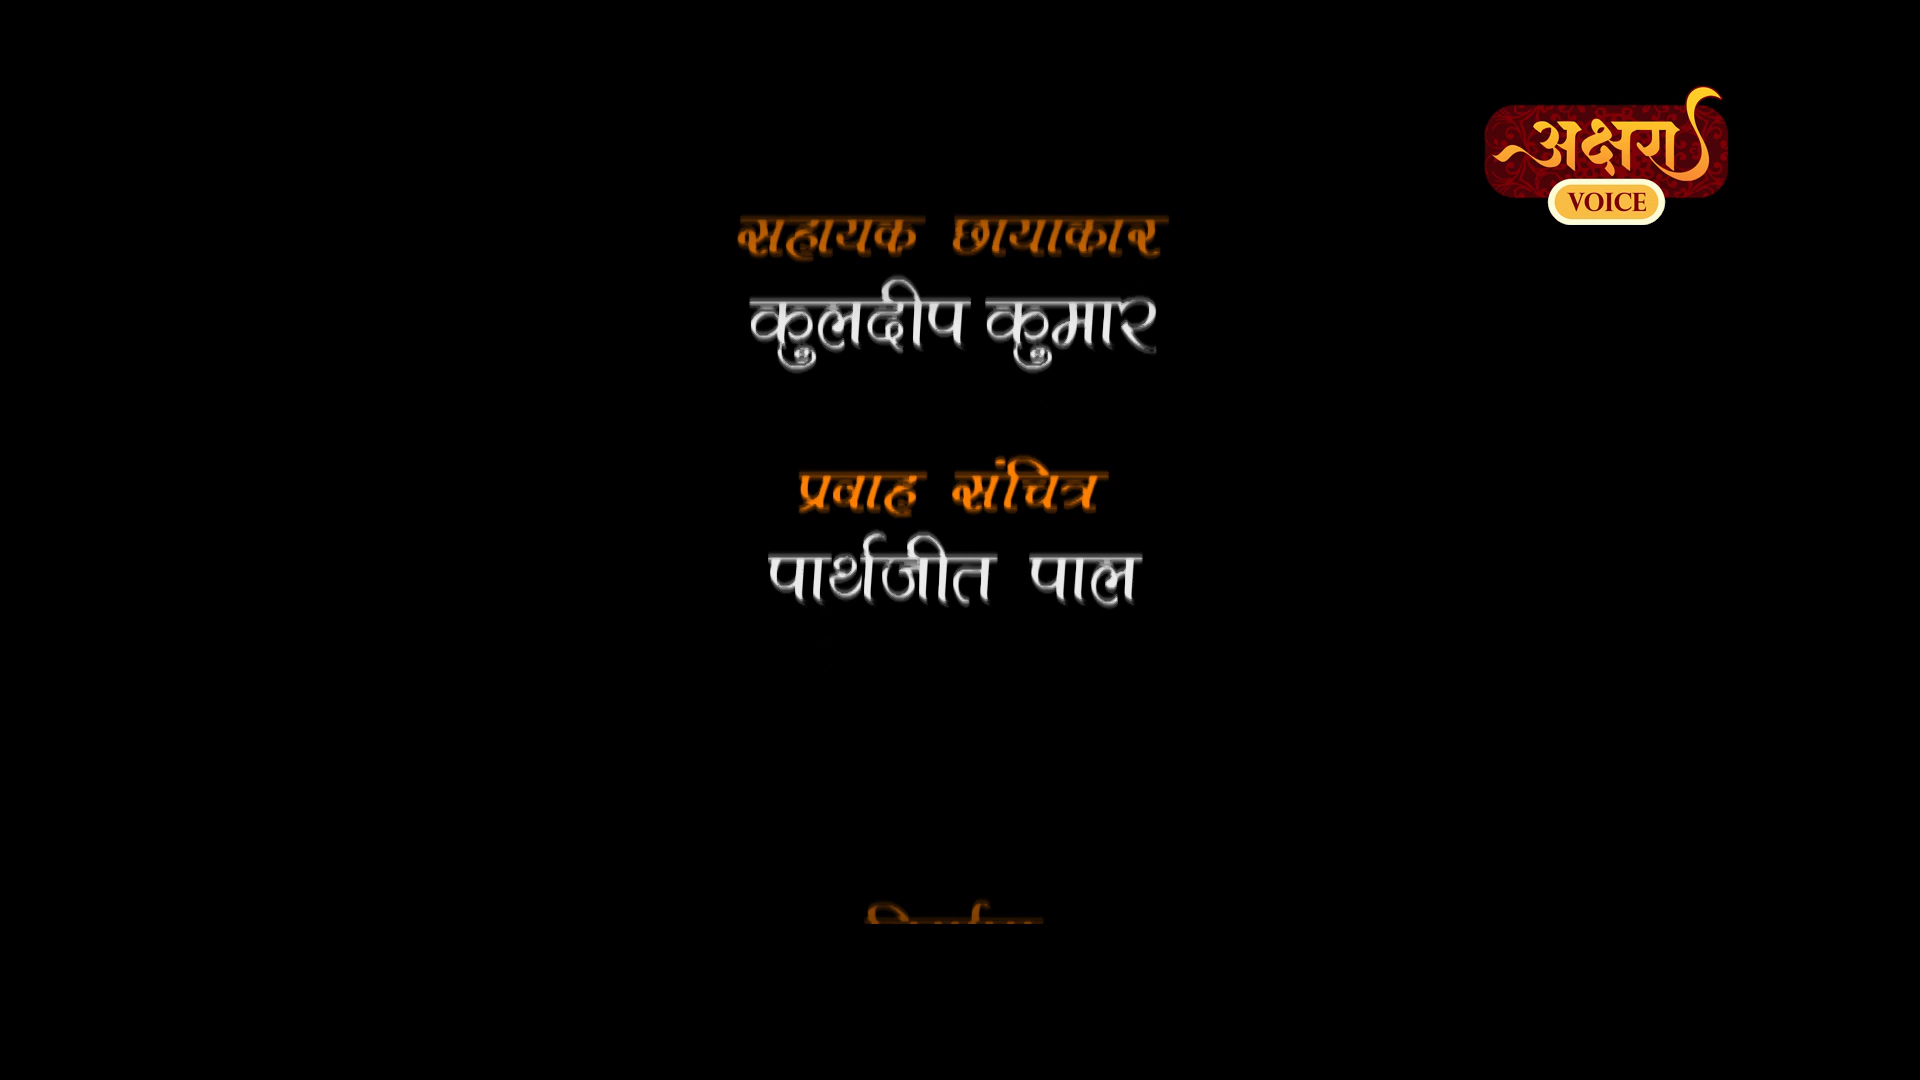 अक्षरा
VOICE
सहायक छायाकार
कुलदीप कुमार
प्रवाह संचित्र
पार्थजीत पाल